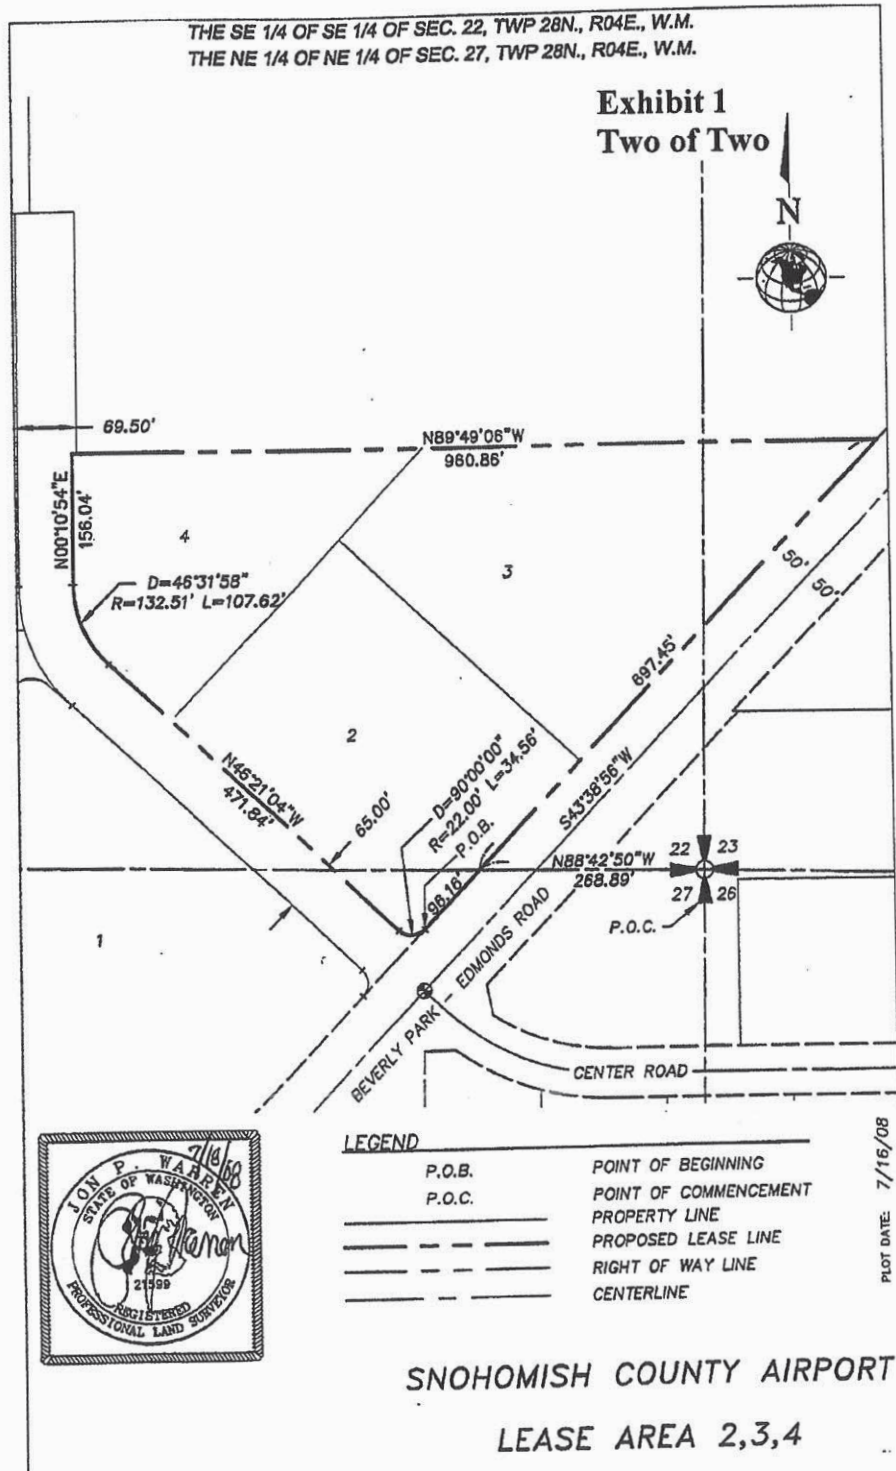 THE SE 1/4 OF SE 1/4 OF SEC. 22, TWP 28N., R04E., W.M.
THE NE 1/4 OF NE 1/4 OF SEC. 27, TWP 28N., R04E., W.M.
Exhibit 1
Two of Two
N
69.50'
N89°49'06"W
960.86'
N00°10'54"E
156.04'
4
D=46°31'58"
R=132.51' L=107.62'
3
50' 50'
697.45'
2
N46°21'04"W
471.84'
65.00'
D=90°00'00"
R=22.00' L=34.56'
P.O.B.
S43°38'56"W
N88°42'50"W
268.89'
22 23
27 26
P.O.C.
98.16'
1
BEVERLY PARK - EDMONDS ROAD
CENTER ROAD
LEGEND
P.O.B. POINT OF BEGINNING
P.O.C. POINT OF COMMENCEMENT
PROPERTY LINE
PROPOSED LEASE LINE
RIGHT OF WAY LINE
CENTERLINE
PLOT DATE: 7/16/08
7/18/08
JON P. WARREN
STATE OF WASHINGTON
21599
REGISTERED
PROFESSIONAL LAND SURVEYOR
SNOHOMISH COUNTY AIRPORT
LEASE AREA 2,3,4